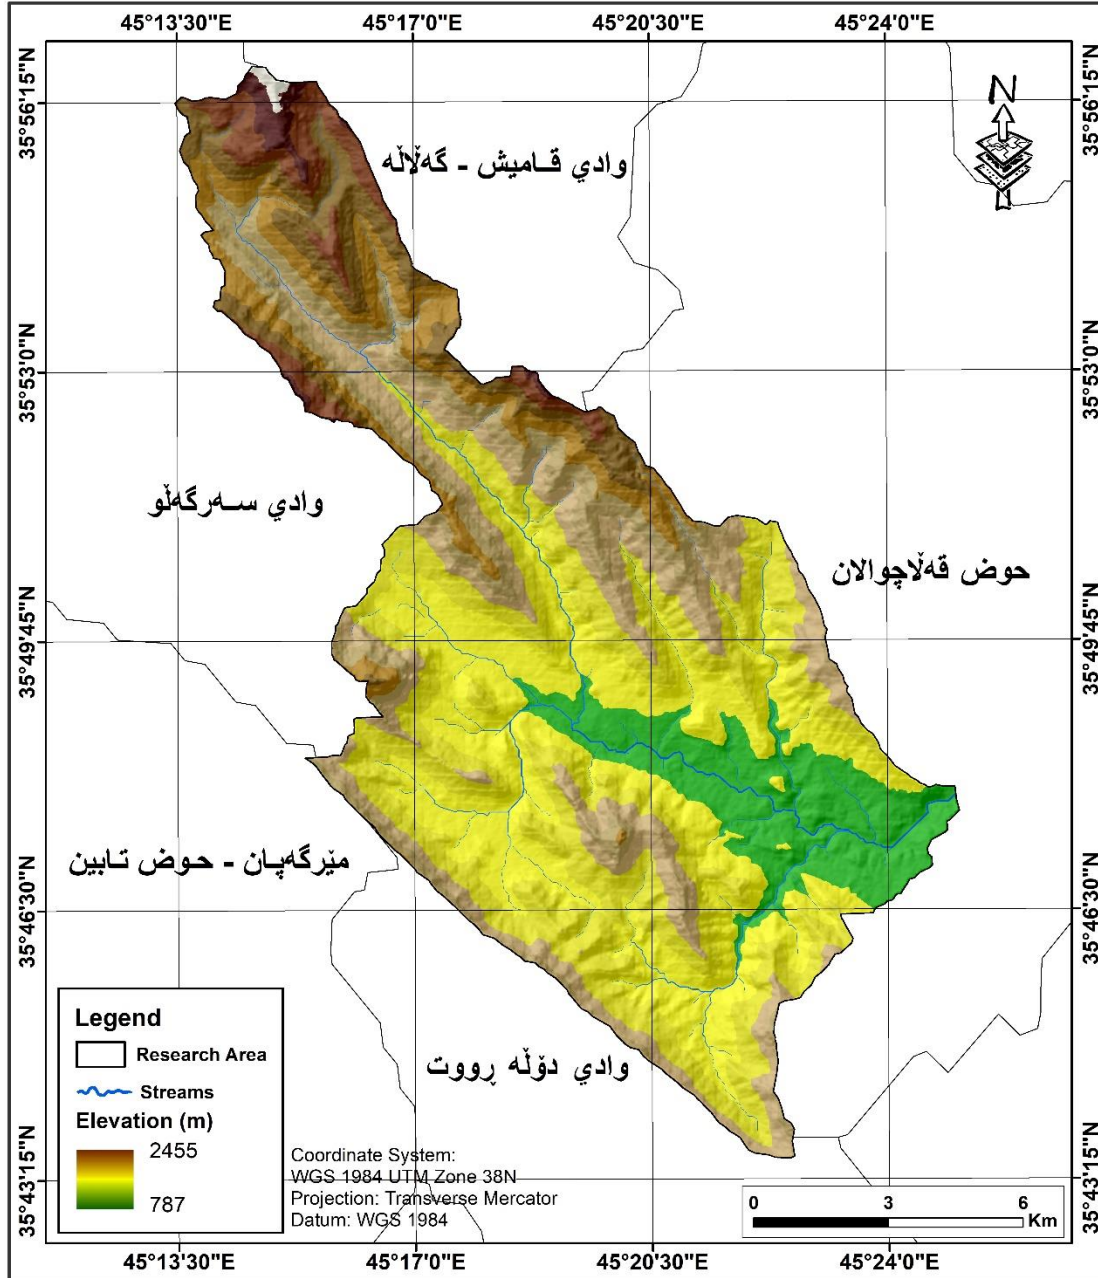 45°13'30"E
45°17'0"E
45°20'30"E
45°24'0"E
35°56'15"N
35°56'15"N
N
وادي قـاميش - گەڵاڵە
35°53'0"N
35°53'0"N
وادي سـەرگەڵو
حوض قەڵاچوالان
35°49'45"N
35°49'45"N
مێرگەپان - حوض تابين
35°46'30"N
35°46'30"N
وادي دۆڵە ڕووت
Legend
Research Area
Streams
Elevation (m)
2455
787
Coordinate System:
WGS 1984 UTM Zone 38N
Projection: Transverse Mercator
Datum: WGS 1984
35°43'15"N
35°43'15"N
0 3 6
Km
45°13'30"E
45°17'0"E
45°20'30"E
45°24'0"E